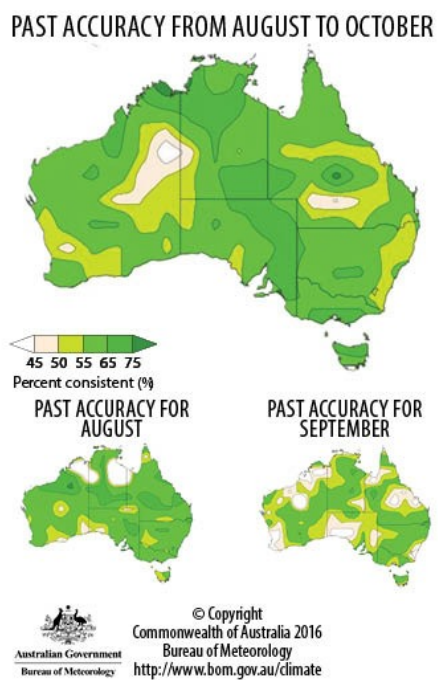 PAST ACCURACY FROM AUGUST TO OCTOBER
45 50 55 65 75
Percent consistent (%)
PAST ACCURACY FOR
AUGUST
PAST ACCURACY FOR
SEPTEMBER
Australian Government
Bureau of Meteorology
© Copyright
Commonwealth of Australia 2016
Bureau of Meteorology
http://www.bom.gov.au/climate